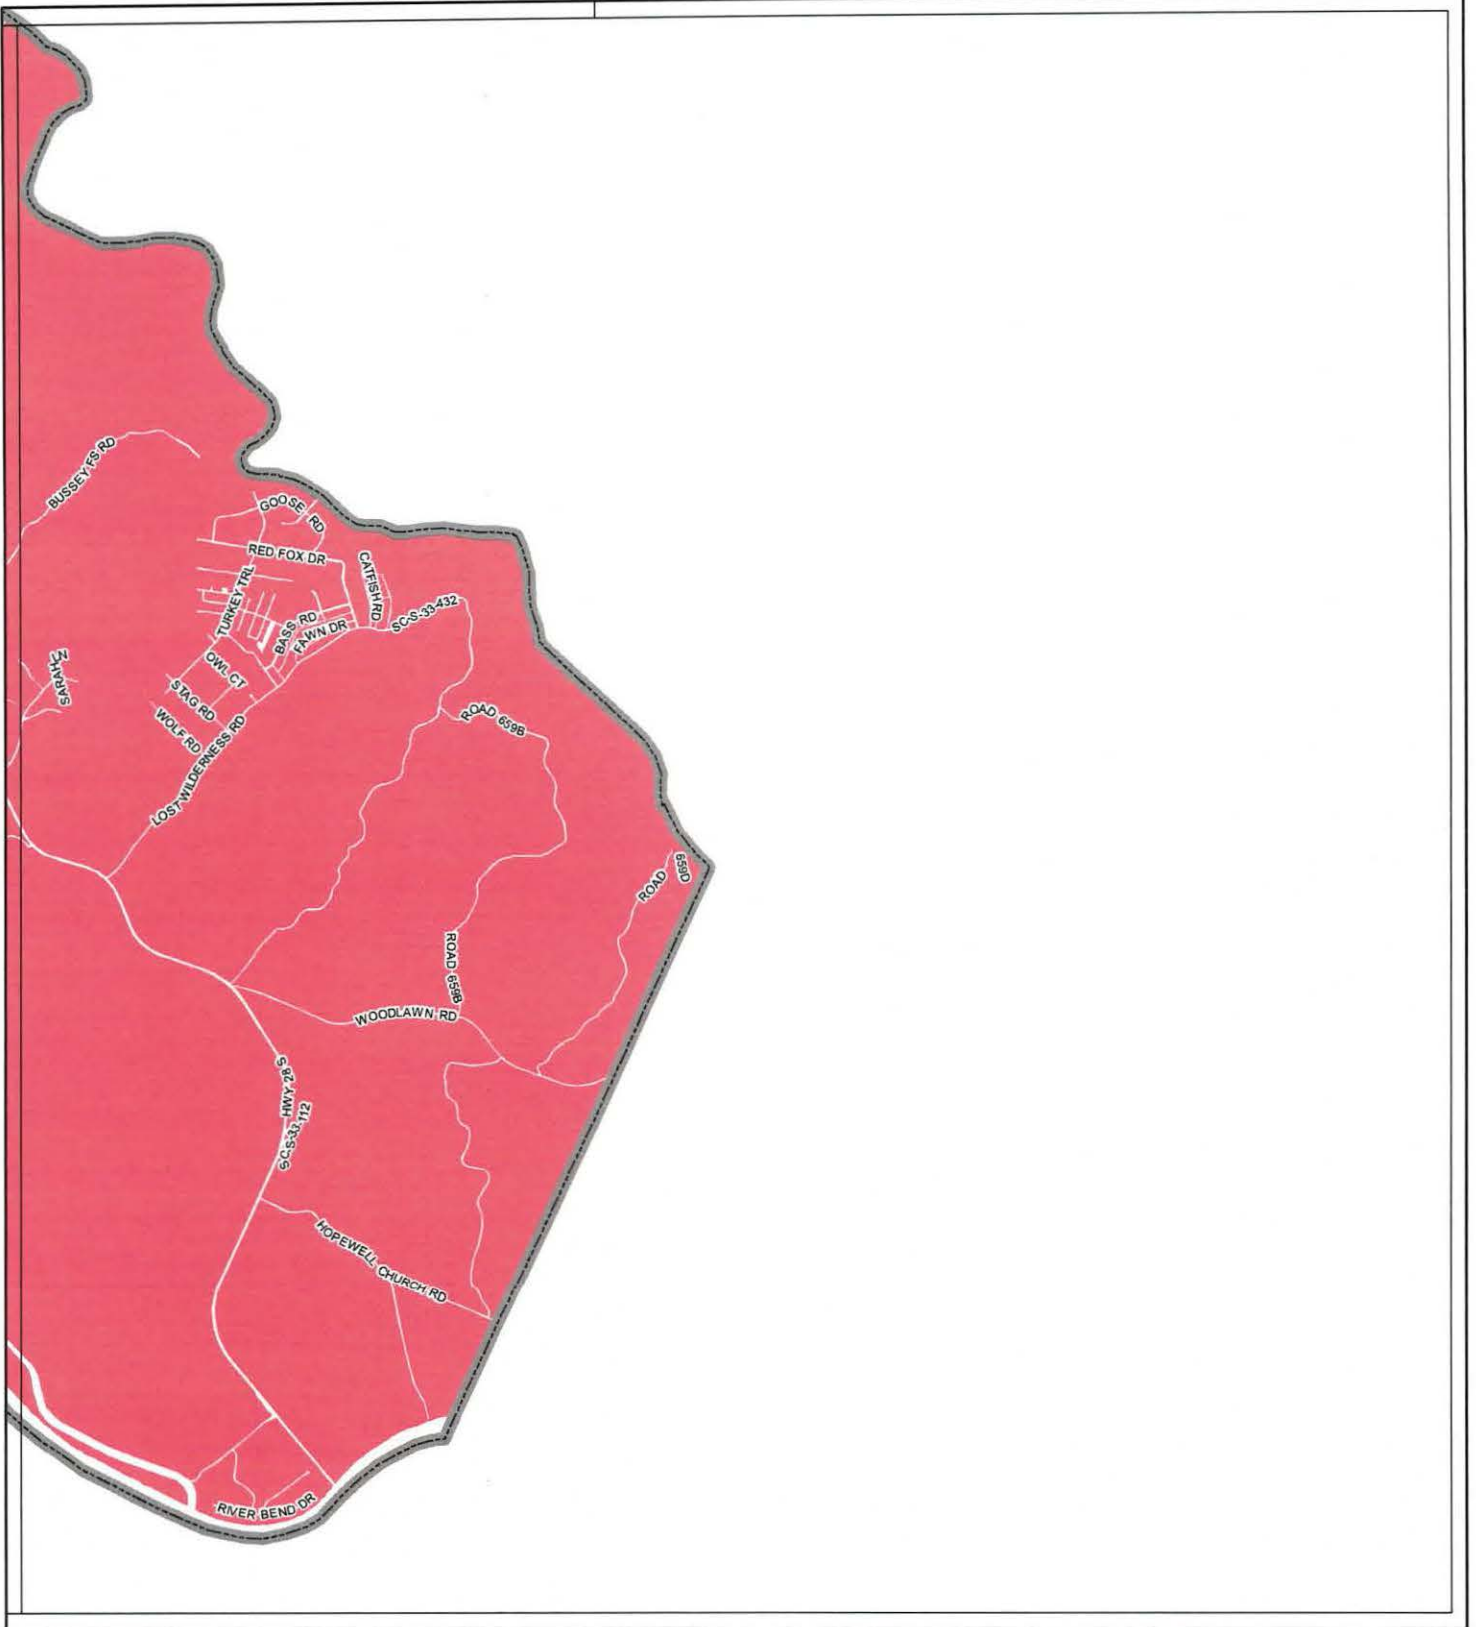 BUSSEY FS RD
GOOSE RD
RED FOX DR
CATFISH RD
TURKEY TRL
SC-S-33-432
BASS RD
FAWN DR
SARAH LN
OWL CT
STAG RD
WOLF RD
LOST WILDERNESS RD
ROAD 659B
ROAD 659D
ROAD 659B
WOODLAWN RD
HWY 28 S
SC-S-33-112
HOPEWELL CHURCH RD
RIVER BEND DR